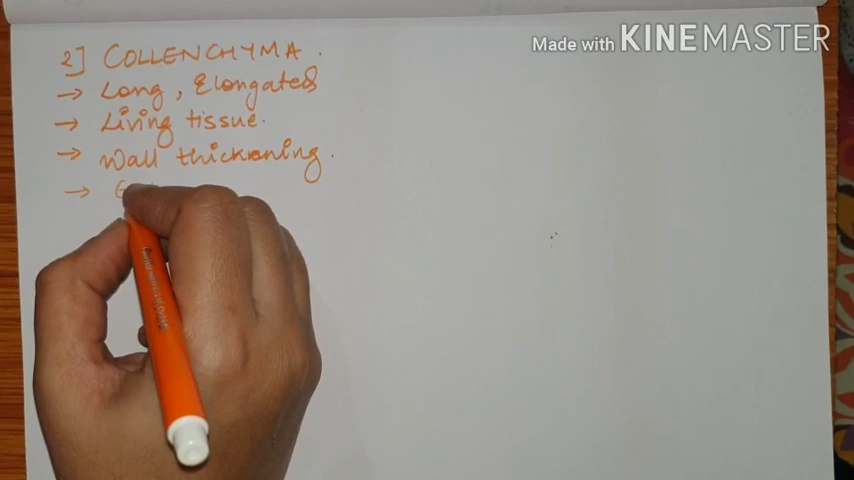 2] COLLENCHYMA.
→ Long, Elongated
→ Living tissue.
→ Wall thickening.
→
Made with KINEMASTER